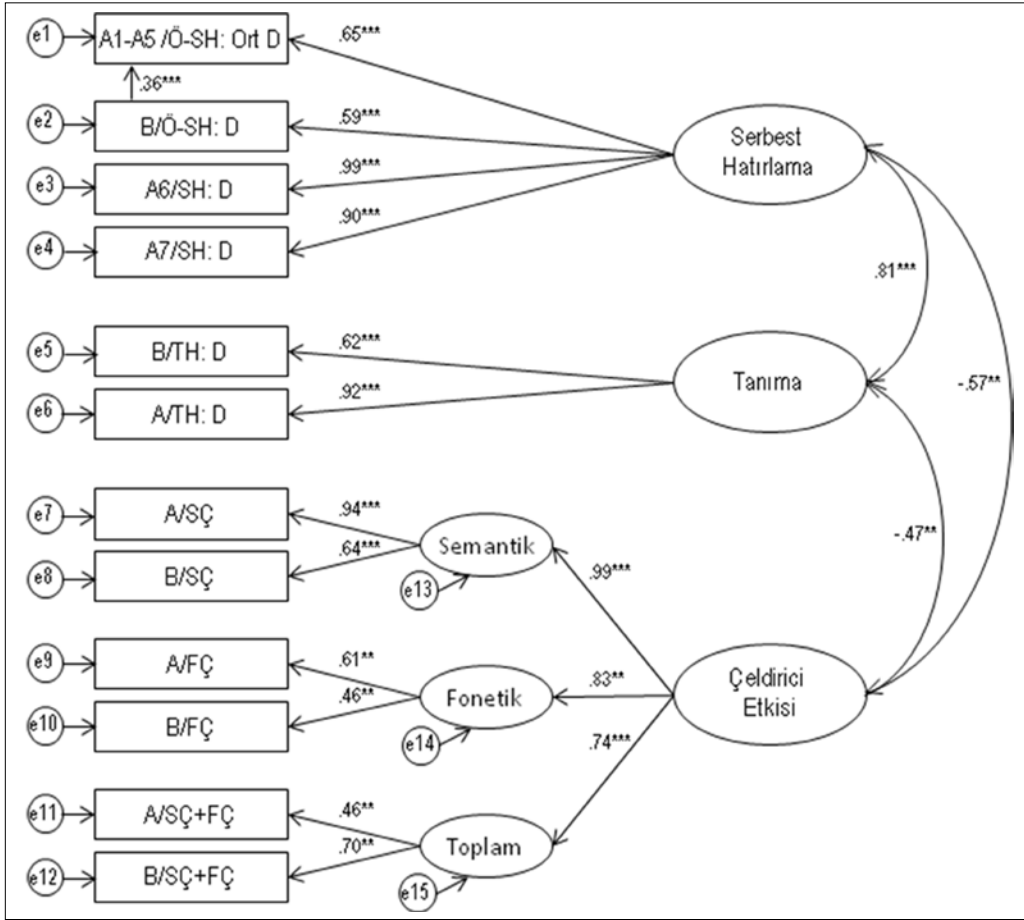 e1
A1-A5 /Ö-SH: Ort D
.65***
.36***
e2
B/Ö-SH: D
.59***
Serbest
Hatırlama
e3
A6/SH: D
.99***
e4
A7/SH: D
.90***
.81***
e5
B/TH: D
.62***
Tanıma
-.57**
e6
A/TH: D
.92***
e7
A/SÇ
.94***
Semantik
-.47**
e8
B/SÇ
.64***
e13
.99***
e9
A/FÇ
.61**
Fonetik
.83**
Çeldirici
Etkisi
e10
B/FÇ
.46**
e14
.74***
e11
A/SÇ+FÇ
.46**
Toplam
e12
B/SÇ+FÇ
.70**
e15